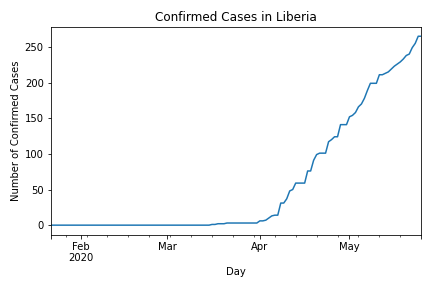 Confirmed Cases in Liberia
Number of Confirmed Cases
250
200
150
100
50
0
Feb
2020
Mar
Apr
May
Day